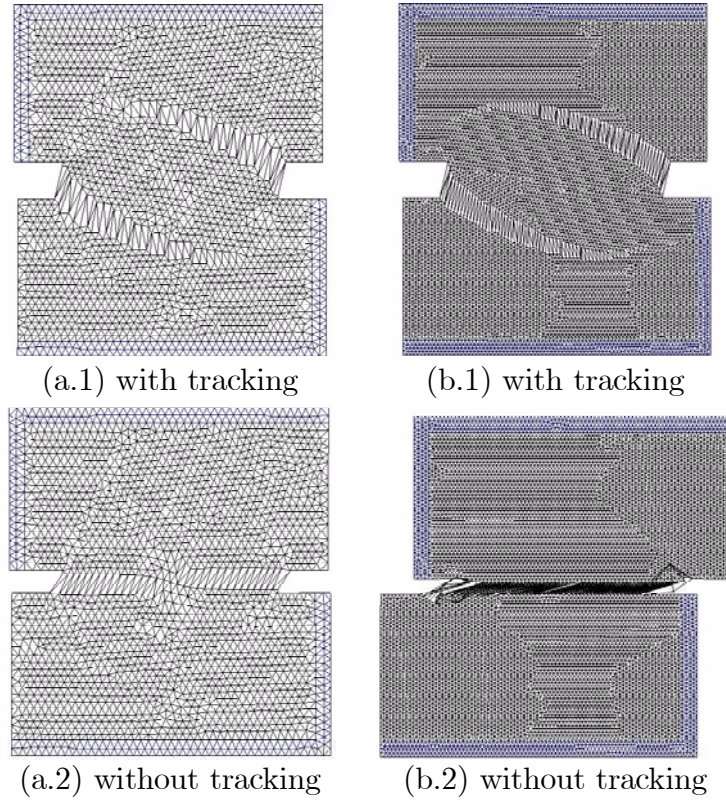 (a.1) with tracking
(b.1) with tracking
(a.2) without tracking
(b.2) without tracking